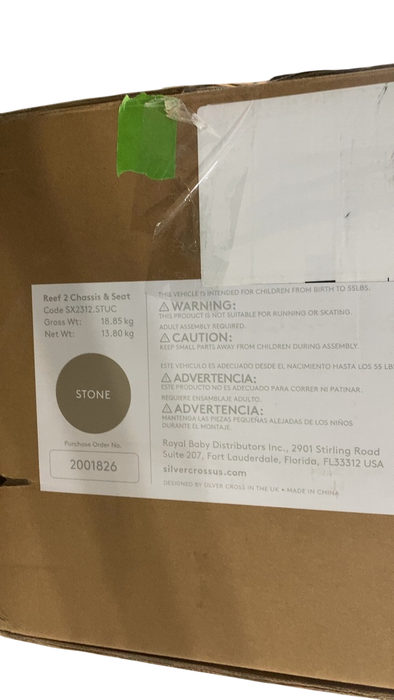 Reef 2 Chassis & Seat
Code SX2312.STUC
Gross Wt: 18.85 kg
Net Wt: 13.80 kg
STONE
Purchase Order No.
2001826
THIS VEHICLE IS INTENDED FOR CHILDREN FROM BIRTH TO 55LBS.
⚠ WARNING:
THIS PRODUCT IS NOT SUITABLE FOR RUNNING OR SKATING.
ADULT ASSEMBLY REQUIRED.
⚠ CAUTION:
KEEP SMALL PARTS AWAY FROM CHILDREN DURING ASSEMBLY.
ESTE VEHICULO ES ADECUADO DESDE EL NACIMIENTO HASTA LOS 55 LB
⚠ ADVERTENCIA:
ESTE PRODUCTO NO ES ADECUADO PARA CORRER NI PATINAR.
REQUIERE ENSAMBLAJE ADULTO.
⚠ ADVERTENCIA:
MANTENGA LAS PIEZAS PEQUEÑAS ALEJADAS DE LOS NIÑOS
DURANTE EL MONTAJE.
Royal Baby Distributors Inc., 2901 Stirling Road
Suite 207, Fort Lauderdale, Florida, FL33312 USA
silvercrossus.com
DESIGNED BY SILVER CROSS IN THE UK • MADE IN CHINA